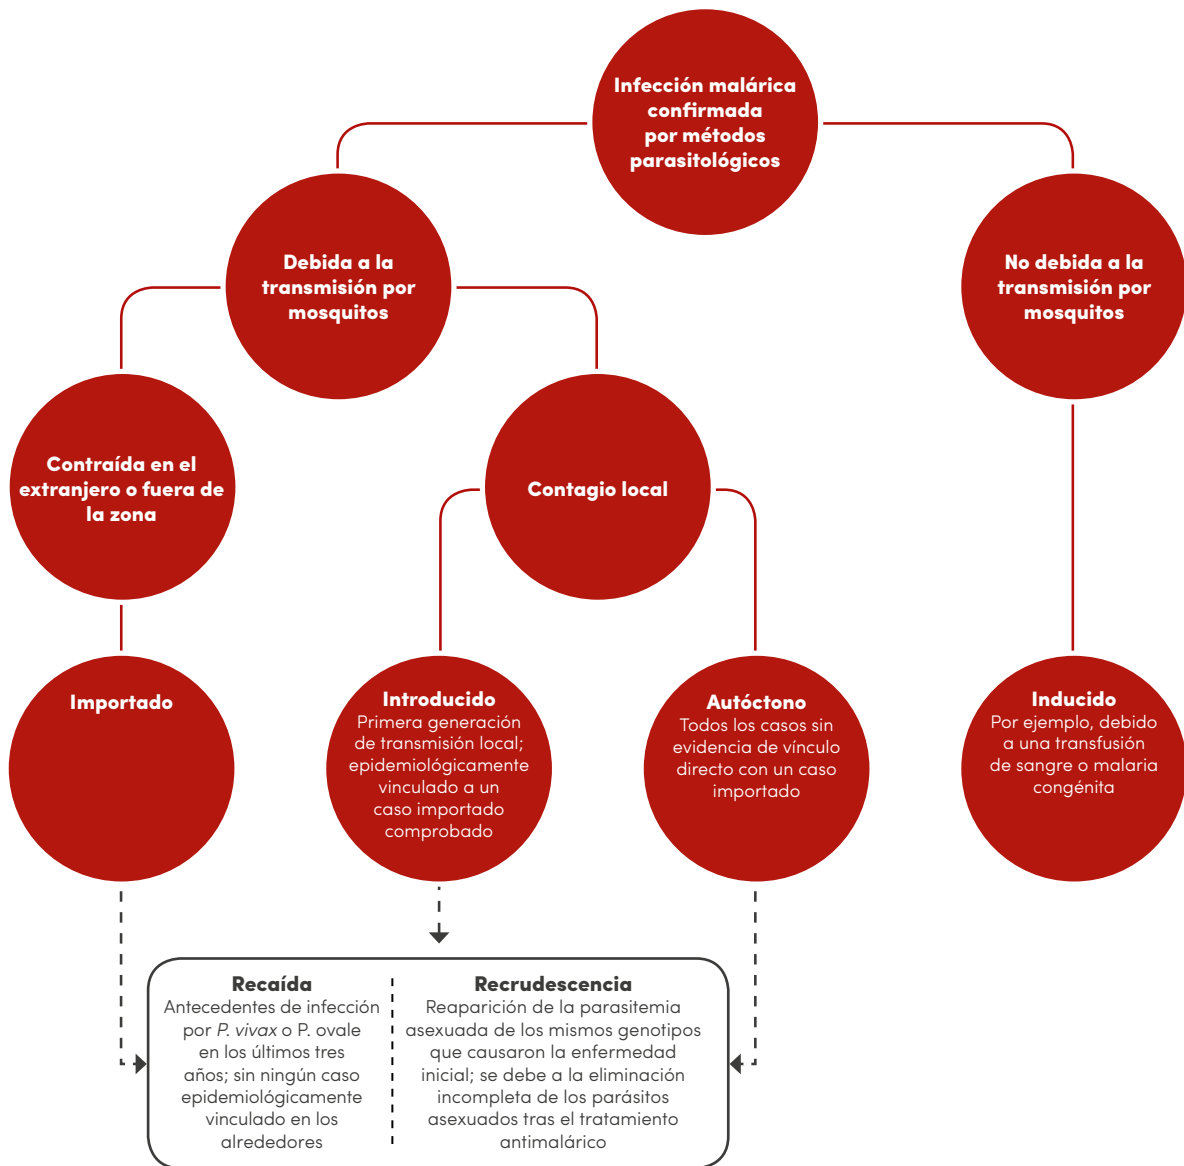 Infección malárica
confirmada
por métodos
parasitológicos
Debida a la
transmisión por
mosquitos
No debida a la
transmisión por
mosquitos
Contraída en el
extranjero o fuera de
la zona
Contagio local
Importado
Introducido
Primera generación
de transmisión local;
epidemiológicamente
vinculado a un
caso importado
comprobado
Autóctono
Todos los casos sin
evidencia de vínculo
directo con un caso
importado
Inducido
Por ejemplo, debido
a una transfusión
de sangre o malaria
congénita
Recaída
Antecedentes de infección
por P. vivax o P. ovale
en los últimos tres
años; sin ningún caso
epidemiológicamente
vinculado en los
alrededores
Recrudescencia
Reaparición de la parasitemia
asexuada de los mismos genotipos
que causaron la enfermedad
inicial; se debe a la eliminación
incompleta de los parásitos
asexuados tras el tratamiento
antimalárico